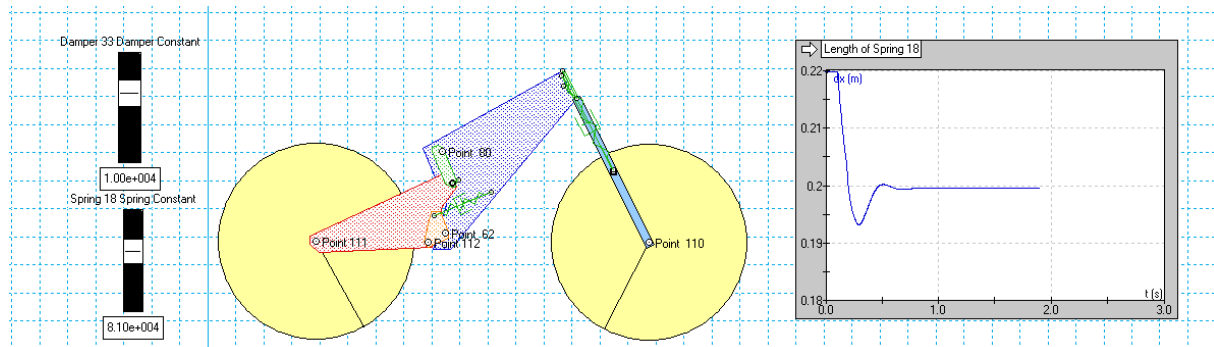 Damper 33 Damper Constant
1.00e+004
Spring 18 Spring Constant
8.10e+004
Point 80
Point 111
Point 62
Point 112
Point 110
Length of Spring 18
dx (m)
0.22
0.21
0.2
0.19
0.18
0.0
1.0
2.0
3.0
t (s)